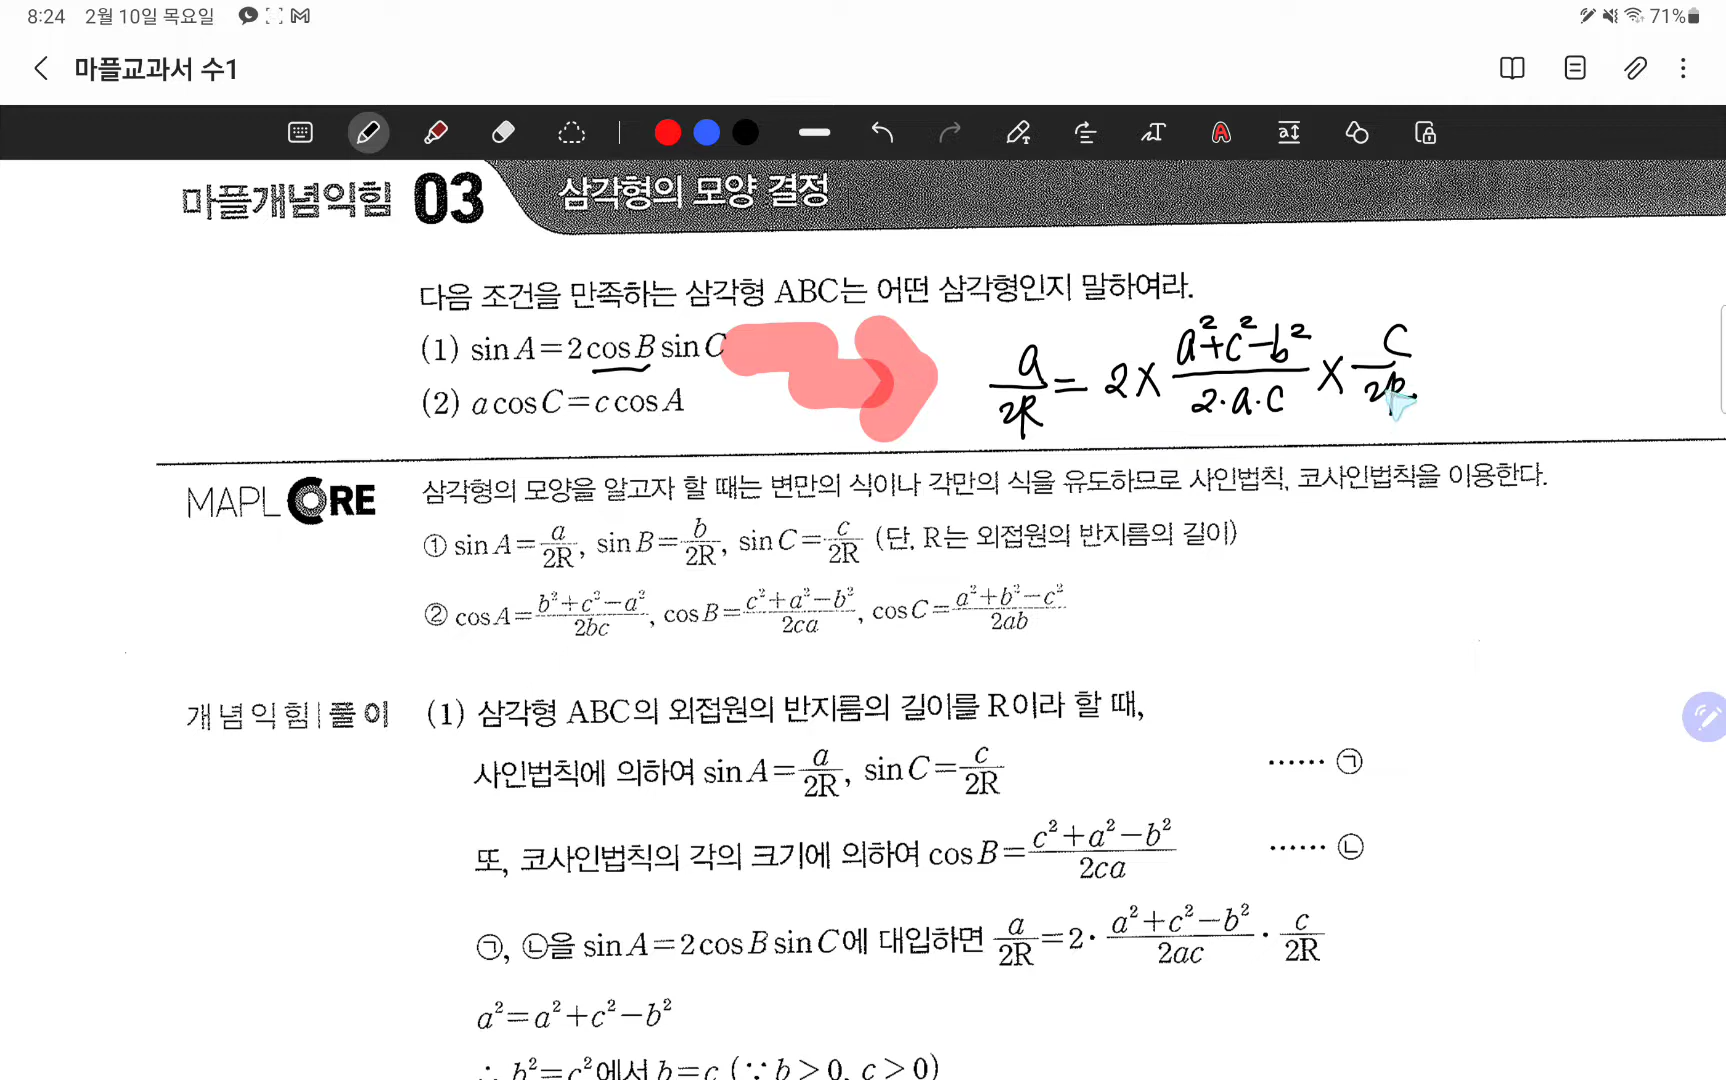 8:24 2월 10일 목요일 71%
마플교과서 수1
마플개념익힘 03 삼각형의 모양 결정
다음 조건을 만족하는 삼각형 ABC는 어떤 삼각형인지 말하여라.
(1) sin A=2cos B sin C
(2) a cos C=c cos A
a/2R = 2 × (a²+c²-b²)/(2·a·c) × c/2R
MAPL CORE 삼각형의 모양을 알고자 할 때는 변만의 식이나 각만의 식을 유도하므로 사인법칙, 코사인법칙을 이용한다.
① sin A=a/2R, sin B=b/2R, sin C=c/2R (단, R는 외접원의 반지름의 길이)
② cos A=(b²+c²-a²)/2bc, cos B=(c²+a²-b²)/2ca, cos C=(a²+b²-c²)/2ab
개념익힘|풀이 (1) 삼각형 ABC의 외접원의 반지름의 길이를 R이라 할 때,
사인법칙에 의하여 sin A=a/2R, sin C=c/2R ······ ㉠
또, 코사인법칙의 각의 크기에 의하여 cos B=(c²+a²-b²)/2ca ······ ㉡
㉠, ㉡을 sin A=2cos B sin C에 대입하면 a/2R=2·(a²+c²-b²)/2ac·c/2R
a²=a²+c²-b²
∴ b²=c²에서 b=c (∵ b>0, c>0)